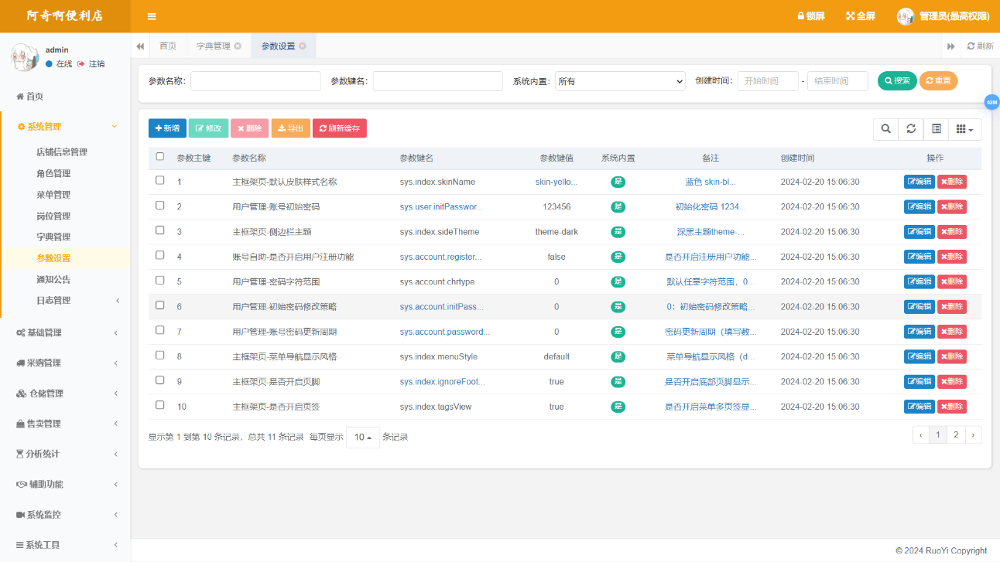 阿奇啊便利店
锁屏 全屏 管理员(最高权限)
admin
在线 注销
首页 字典管理 参数设置 刷新
首页
系统管理
店铺信息管理
角色管理
菜单管理
岗位管理
字典管理
参数设置
通知公告
日志管理
基础管理
采购管理
仓储管理
售卖管理
分析统计
辅助功能
系统监控
系统工具
参数名称： 参数键名： 系统内置： 所有 创建时间： 开始时间 - 结束时间 搜索 重置
63M
新增 修改 删除 导出 刷新缓存
参数主键 参数名称 参数键名 参数键值 系统内置 备注 创建时间 操作
1 主框架页-默认皮肤样式名称 sys.index.skinName skin-yello... 是 蓝色 skin-bl... 2024-02-20 15:06:30 编辑 删除
2 用户管理-账号初始密码 sys.user.initPasswor... 123456 是 初始化密码 1234... 2024-02-20 15:06:30 编辑 删除
3 主框架页-侧边栏主题 sys.index.sideTheme theme-dark 是 深黑主题theme-... 2024-02-20 15:06:30 编辑 删除
4 账号自助-是否开启用户注册功能 sys.account.register... false 是 是否开启注册用户功能... 2024-02-20 15:06:30 编辑 删除
5 用户管理-密码字符范围 sys.account.chrtype 0 是 默认任意字符范围，0... 2024-02-20 15:06:30 编辑 删除
6 用户管理-初始密码修改策略 sys.account.initPass... 0 是 0：初始密码修改策略... 2024-02-20 15:06:30 编辑 删除
7 用户管理-账号密码更新周期 sys.account.password... 0 是 密码更新周期（填写数... 2024-02-20 15:06:30 编辑 删除
8 主框架页-菜单导航显示风格 sys.index.menuStyle default 是 菜单导航显示风格（d... 2024-02-20 15:06:30 编辑 删除
9 主框架页-是否开启页脚 sys.index.ignoreFoot... true 是 是否开启底部页脚显示... 2024-02-20 15:06:30 编辑 删除
10 主框架页-是否开启页签 sys.index.tagsView true 是 是否开启菜单多页签显... 2024-02-20 15:06:30 编辑 删除
显示第 1 到第 10 条记录，总共 11 条记录 每页显示 10 条记录 ‹ 1 2 ›
© 2024 RuoYi Copyright